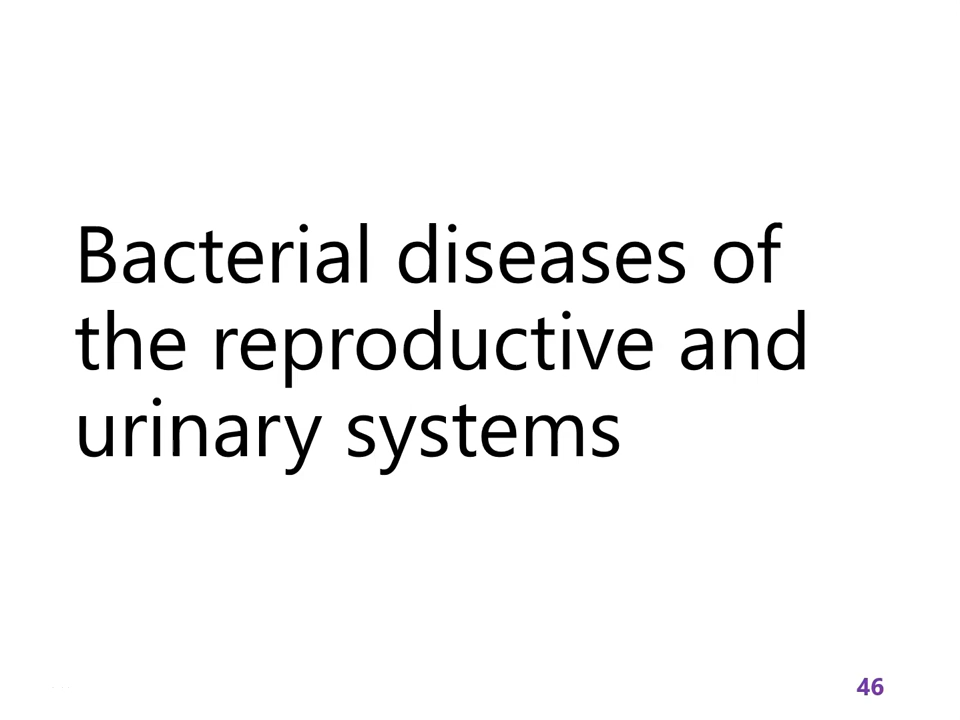 Bacterial diseases of
the reproductive and
urinary systems
46